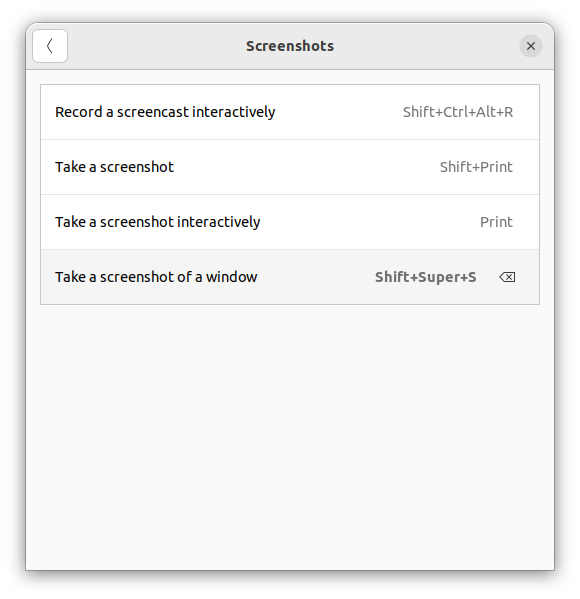 Screenshots
Record a screencast interactively Shift+Ctrl+Alt+R
Take a screenshot Shift+Print
Take a screenshot interactively Print
Take a screenshot of a window Shift+Super+S